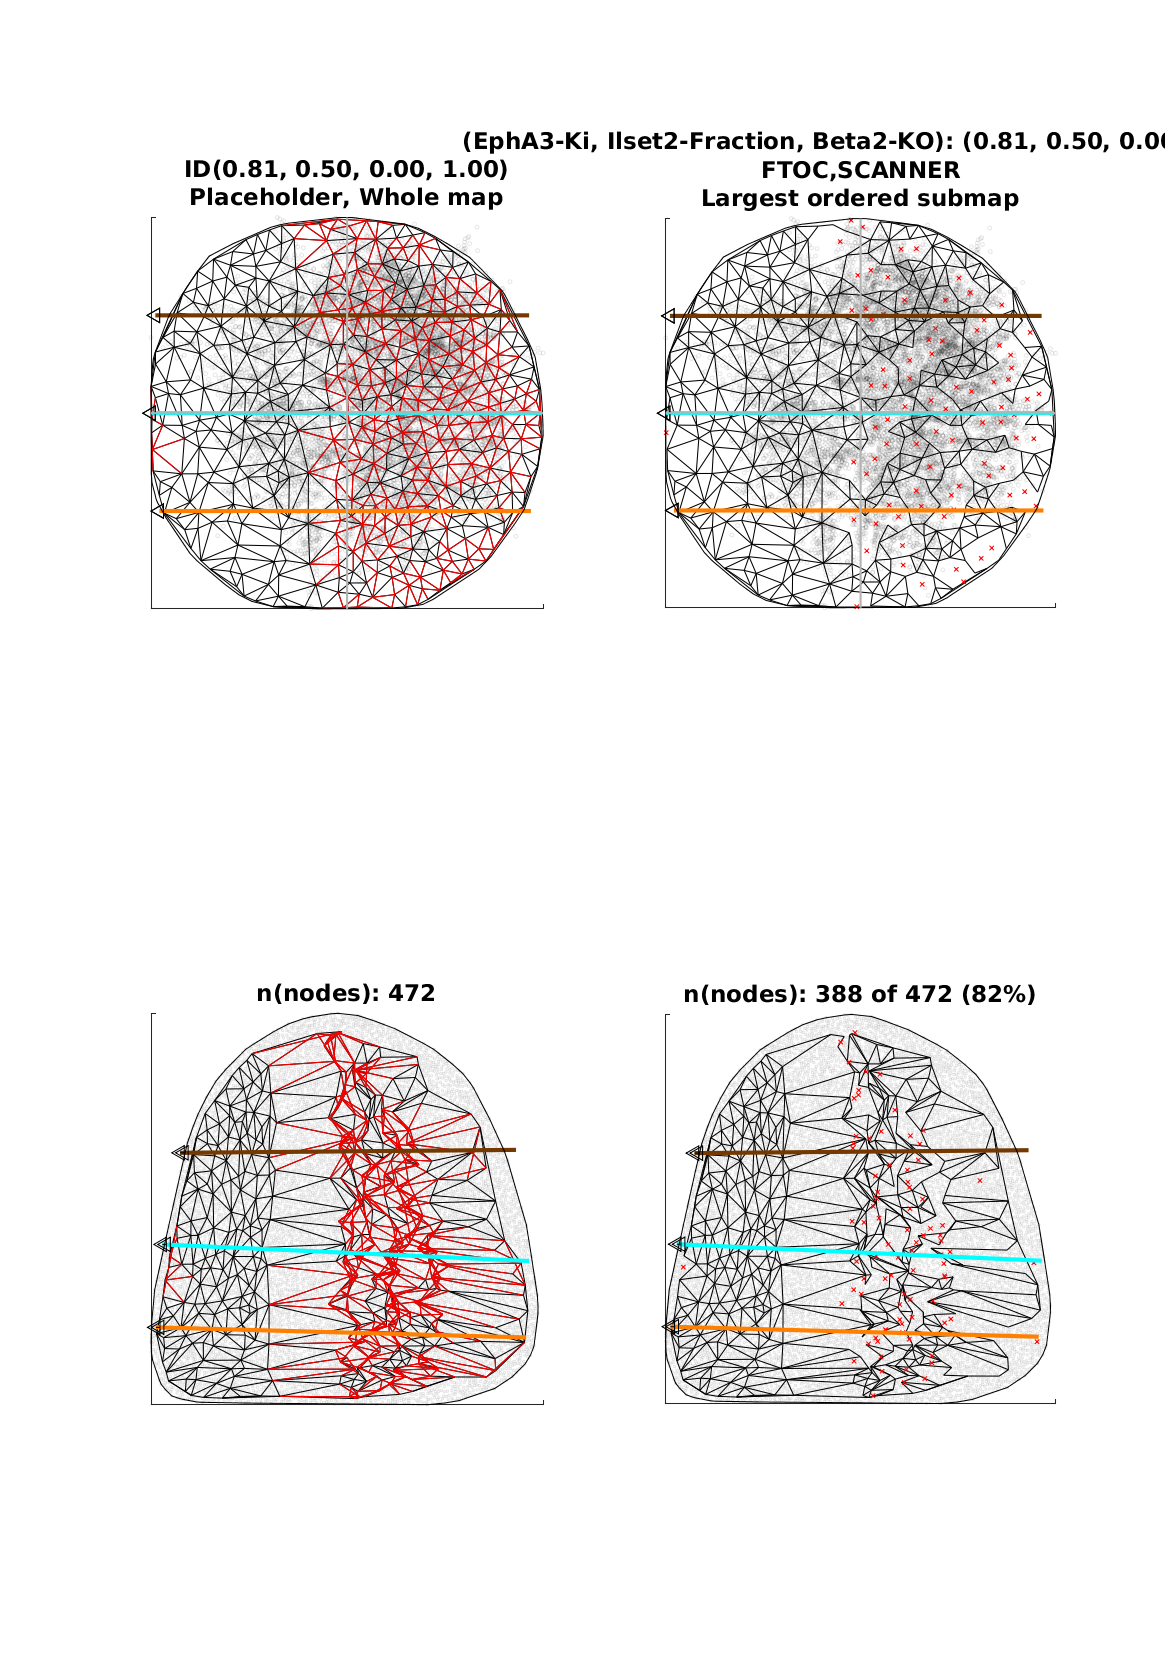 (EphA3-Ki, Ilset2-Fraction, Beta2-KO): (0.81, 0.50, 0.00
ID(0.81, 0.50, 0.00, 1.00)
Placeholder, Whole map
FTOC,SCANNER
Largest ordered submap
n(nodes): 472
n(nodes): 388 of 472 (82%)